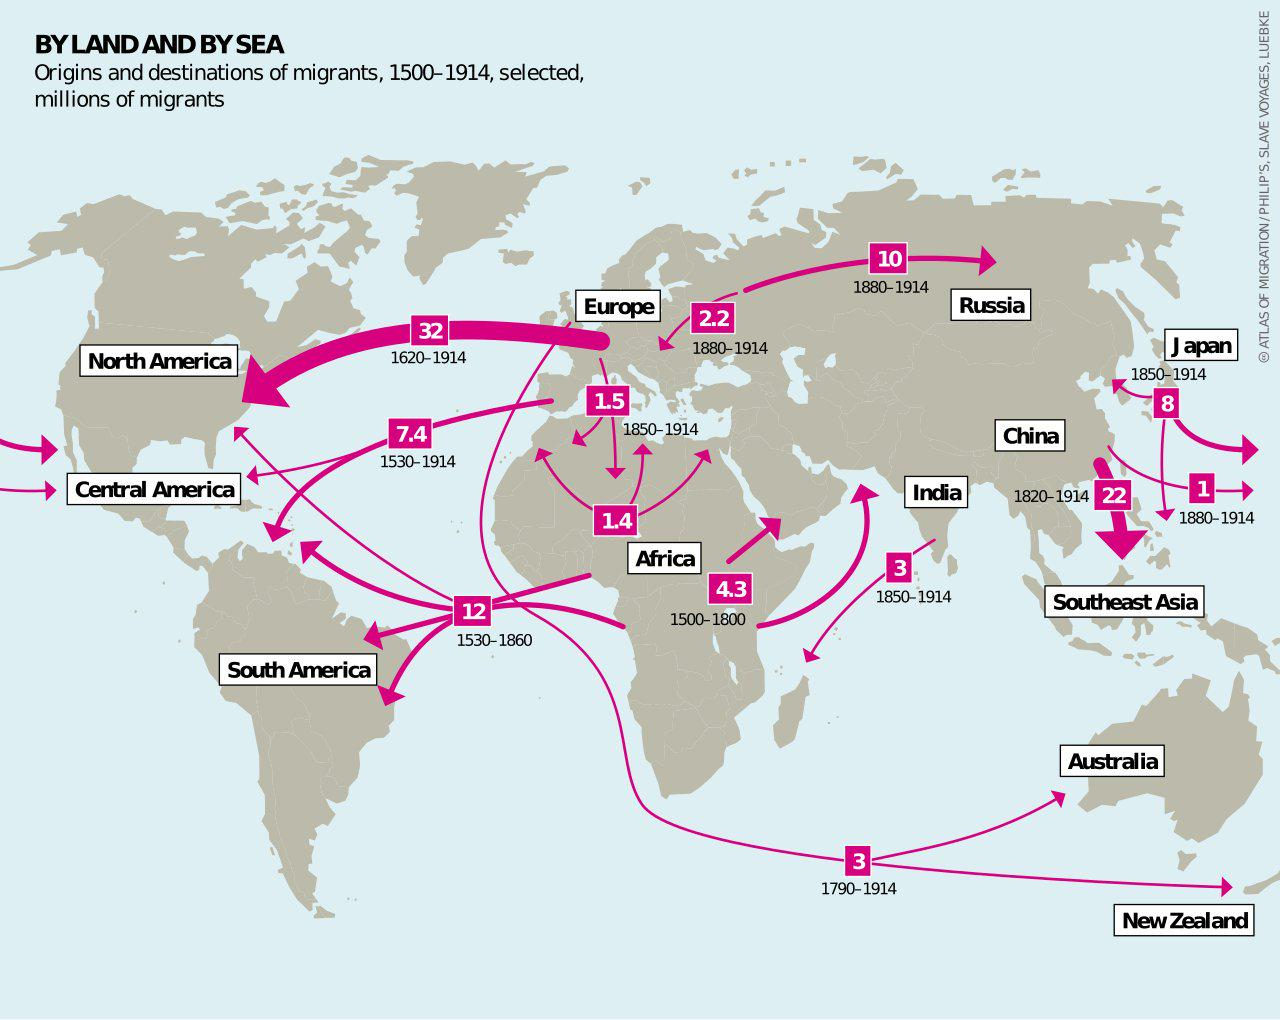 BY LAND AND BY SEA
Origins and destinations of migrants, 1500–1914, selected,
millions of migrants
© ATLAS OF MIGRATION / PHILIP'S, SLAVE VOYAGES, LUEBKE
10
1880–1914
Europe
Russia
2.2
1880–1914
32
1620–1914
North America
Japan
1850–1914
8
1.5
1850–1914
7.4
1530–1914
China
Central America
India
1820–1914
22
1
1880–1914
1.4
Africa
3
1850–1914
4.3
1500–1800
Southeast Asia
12
1530–1860
South America
Australia
3
1790–1914
New Zealand